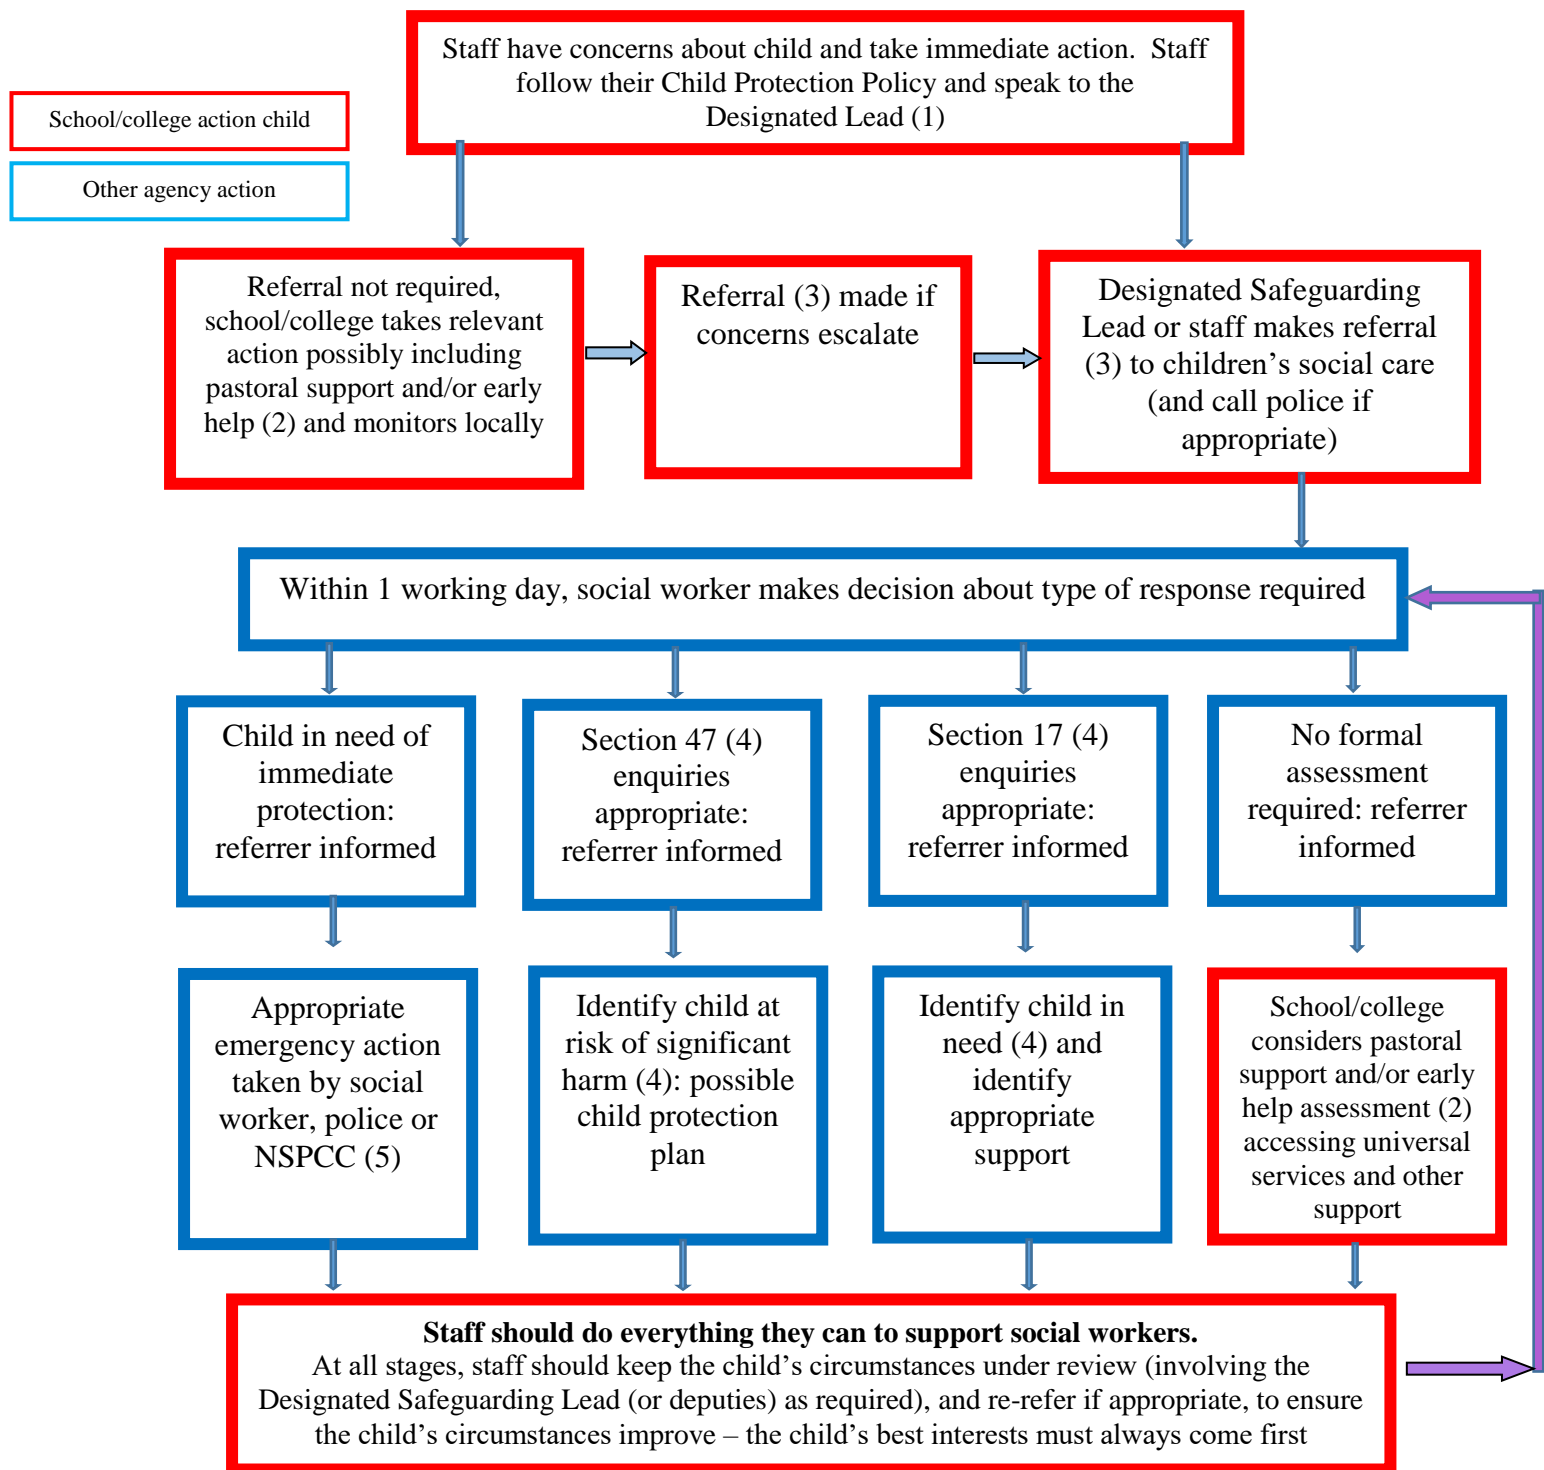 Staff have concerns about child and take immediate action.  Staff
follow their Child Protection Policy and speak to the
Designated Lead (1)
School/college action child
Other agency action
Referral not required,
school/college takes relevant
action possibly including
pastoral support and/or early
help (2) and monitors locally
Referral (3) made if
concerns escalate
Designated Safeguarding
Lead or staff makes referral
(3) to children’s social care
(and call police if
appropriate)
Within 1 working day, social worker makes decision about type of response required
Child in need of
immediate
protection:
referrer informed
Section 47 (4)
enquiries
appropriate:
referrer informed
Section 17 (4)
enquiries
appropriate:
referrer informed
No formal
assessment
required: referrer
informed
Appropriate
emergency action
taken by social
worker, police or
NSPCC (5)
Identify child at
risk of significant
harm (4): possible
child protection
plan
Identify child in
need (4) and
identify
appropriate
support
School/college
considers pastoral
support and/or early
help assessment (2)
accessing universal
services and other
support
Staff should do everything they can to support social workers.
At all stages, staff should keep the child’s circumstances under review (involving the
Designated Safeguarding Lead (or deputies) as required), and re-refer if appropriate, to ensure
the child’s circumstances improve – the child’s best interests must always come first